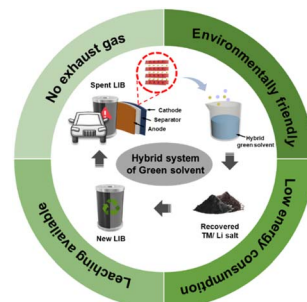 No exhaust gas
Environmentally friendly
Spent LIB
Cathode
Separator
Anode
Hybrid
green solvent
Hybrid system
of Green solvent
New LIB
Recovered
TM/ Li salt
Leaching available
Low energy consumption